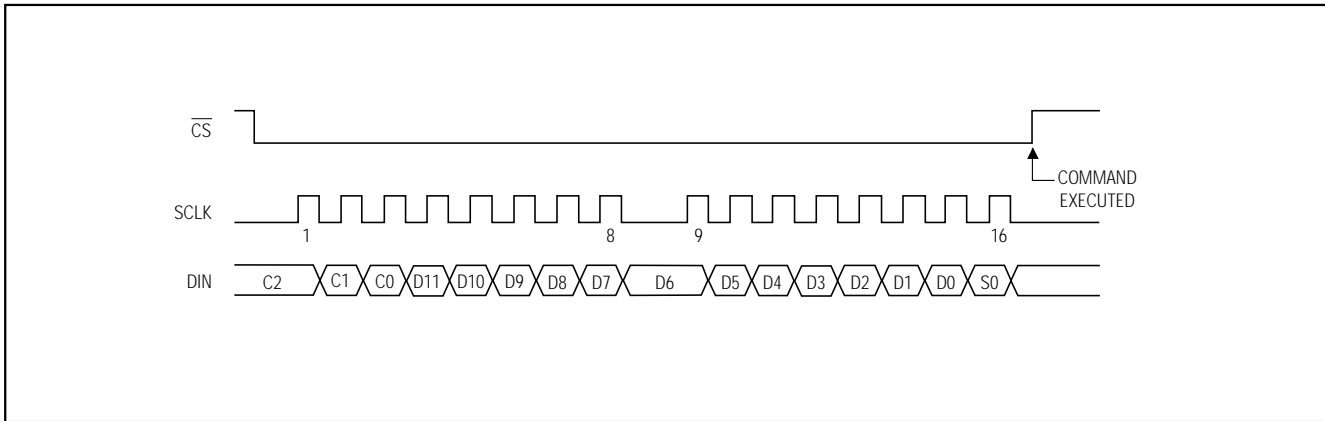 CS
COMMAND
EXECUTED
SCLK
1 8 9 16
DIN C2 C1 C0 D11 D10 D9 D8 D7 D6 D5 D4 D3 D2 D1 D0 S0